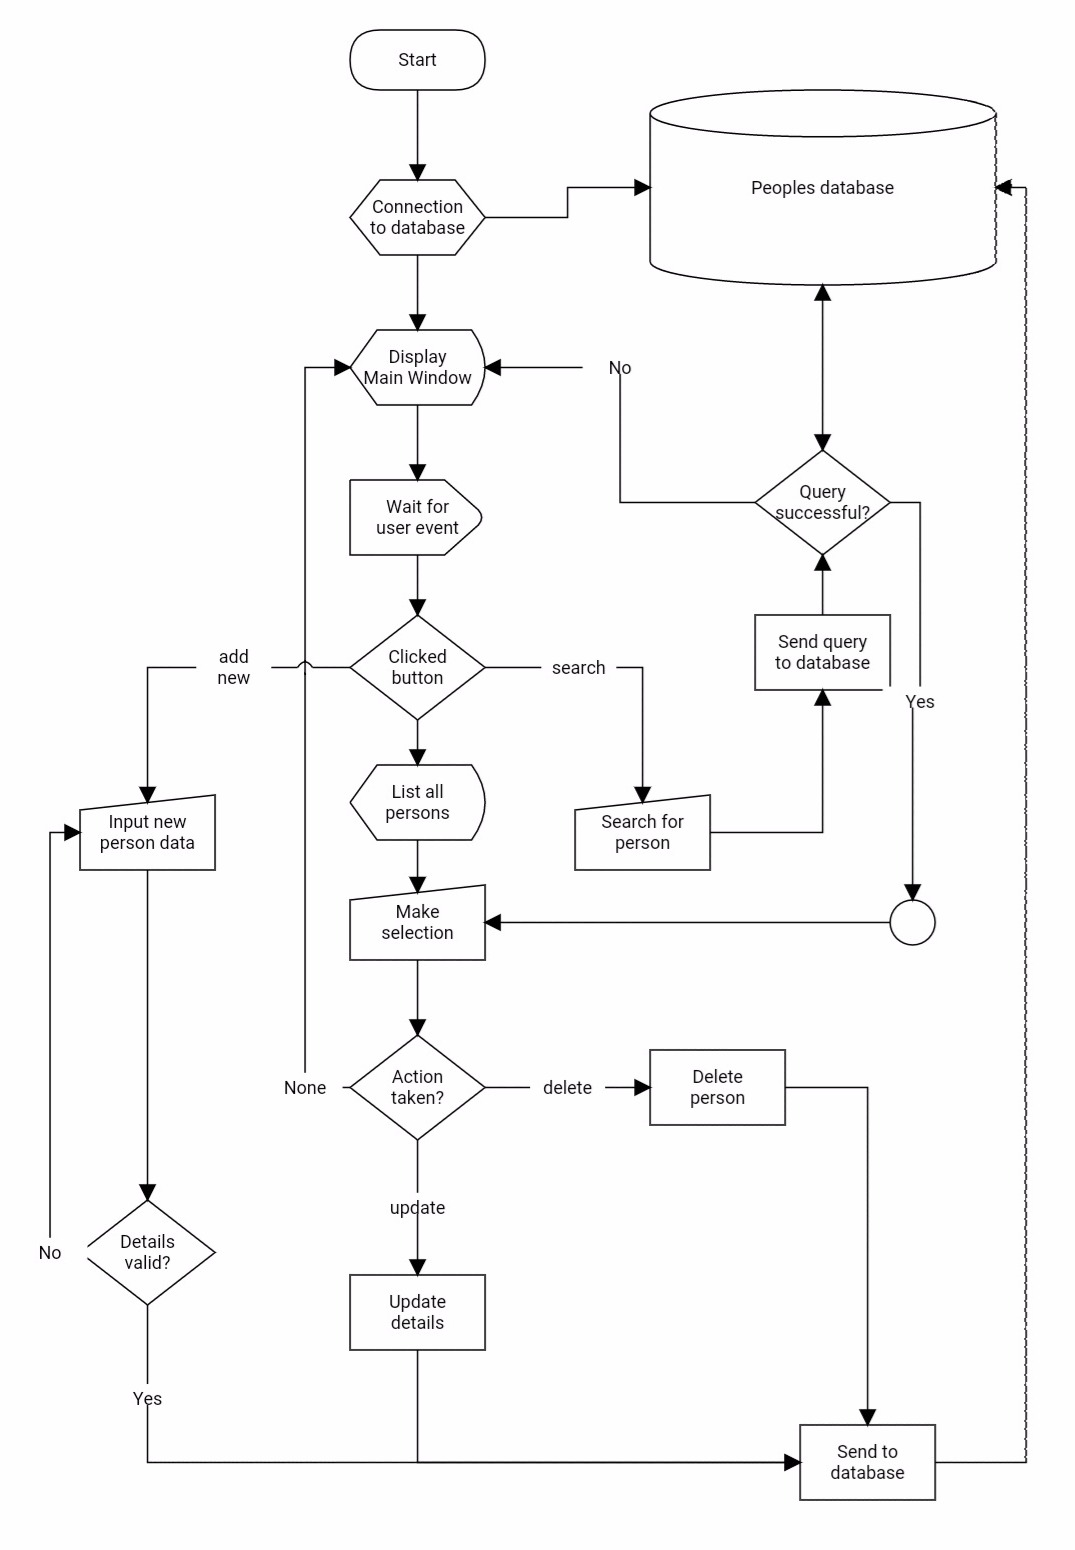 Start
Connection
to database
Peoples database
Display
Main Window
No
Wait for
user event
Query
successful?
add
new
Clicked
button
search
Send query
to database
Yes
List all
persons
Input new
person data
Search for
person
Make
selection
None
Action
taken?
delete
Delete
person
update
No
Details
valid?
Update
details
Yes
Send to
database